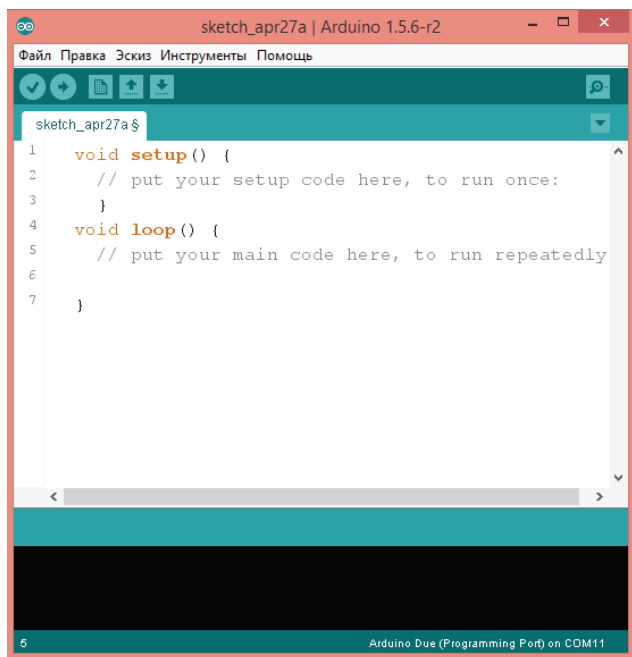 sketch_apr27a | Arduino 1.5.6-r2
Файл Правка Эскиз Инструменты Помощь
sketch_apr27a §
1 void setup() {
2 // put your setup code here, to run once:
3 }
4 void loop() {
5 // put your main code here, to run repeatedly
6
7 }
5 Arduino Due (Programming Port) on COM11